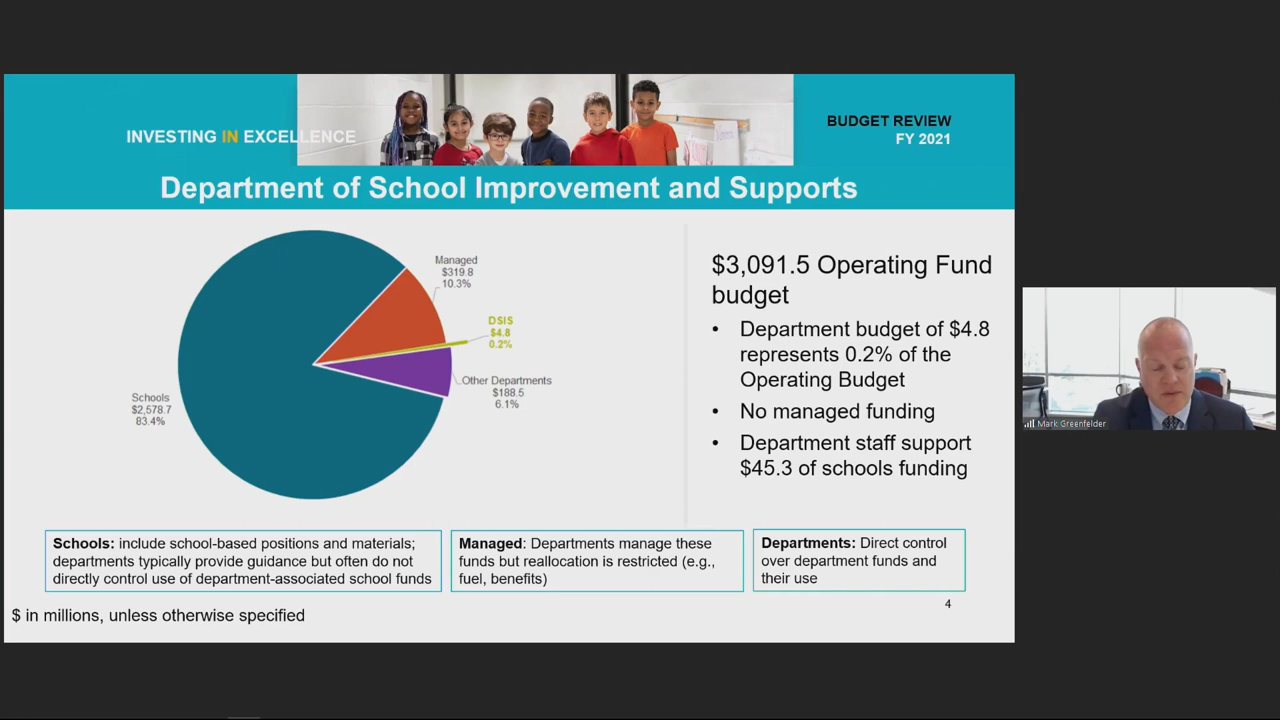 INVESTING IN EXCELLENCE
BUDGET REVIEW
FY 2021
Department of School Improvement and Supports
Managed
$319.8
10.3%
DSIS
$4.8
0.2%
Other Departments
$188.5
6.1%
Schools
$2,578.7
83.4%
$3,091.5 Operating Fund
budget
• Department budget of $4.8
represents 0.2% of the
Operating Budget
• No managed funding
• Department staff support
$45.3 of schools funding
Schools: include school-based positions and materials;
departments typically provide guidance but often do not
directly control use of department-associated school funds
Managed: Departments manage these
funds but reallocation is restricted (e.g.,
fuel, benefits)
Departments: Direct control
over department funds and
their use
4
$ in millions, unless otherwise specified
Mark Greenfelder